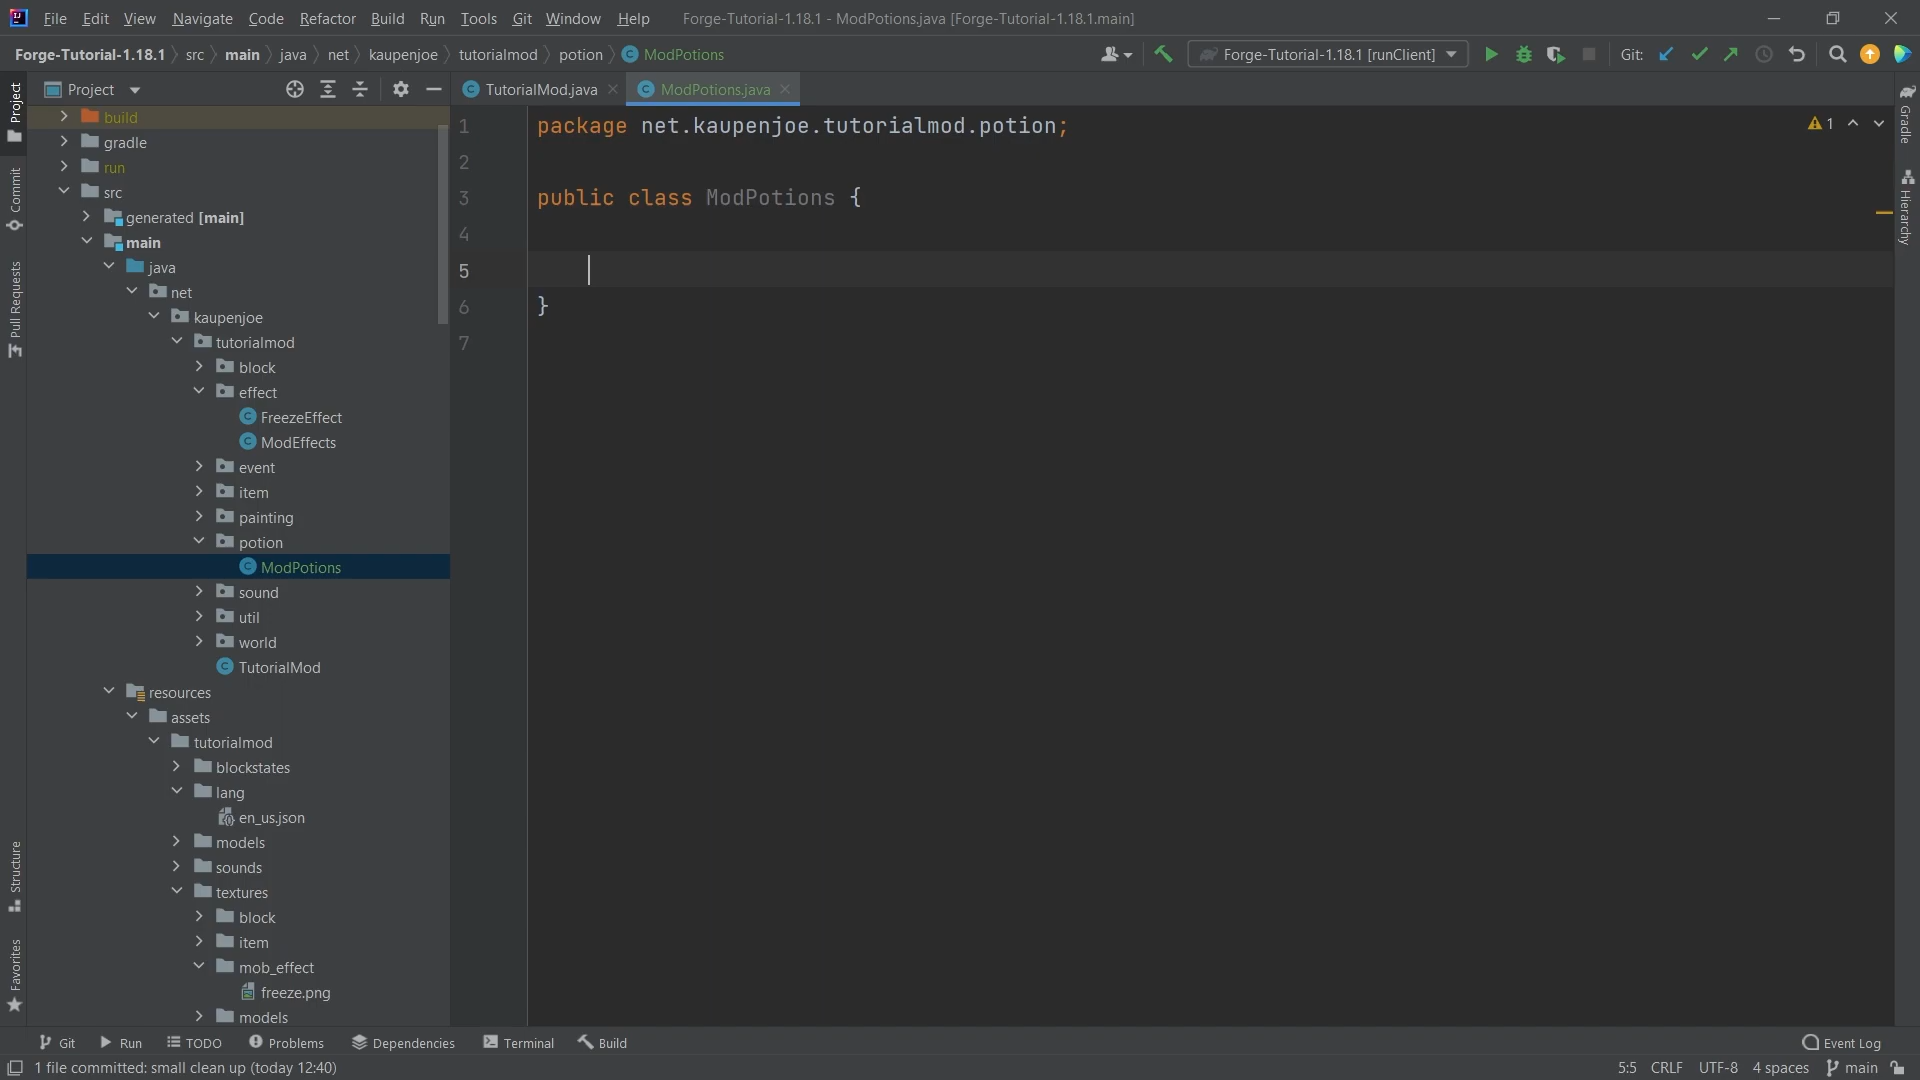 File Edit View Navigate Code Refactor Build Run Tools Git Window Help Forge-Tutorial-1.18.1 - ModPotions.java [Forge-Tutorial-1.18.1.main]
Forge-Tutorial-1.18.1 src main java net kaupenjoe tutorialmod potion ModPotions Forge-Tutorial-1.18.1 [runClient] Git:
Project
TutorialMod.java ModPotions.java
build
gradle
run
src
generated [main]
main
java
net
kaupenjoe
tutorialmod
block
effect
FreezeEffect
ModEffects
event
item
painting
potion
ModPotions
sound
util
world
TutorialMod
resources
assets
tutorialmod
blockstates
lang
en_us.json
models
sounds
textures
block
item
mob_effect
freeze.png
models
1 package net.kaupenjoe.tutorialmod.potion;
2
3 public class ModPotions {
4
5
6 }
7
1
Project
Commit
Pull Requests
Structure
Favorites
Gradle
Hierarchy
Git Run TODO Problems Dependencies Terminal Build Event Log
1 file committed: small clean up (today 12:40) 5:5 CRLF UTF-8 4 spaces main